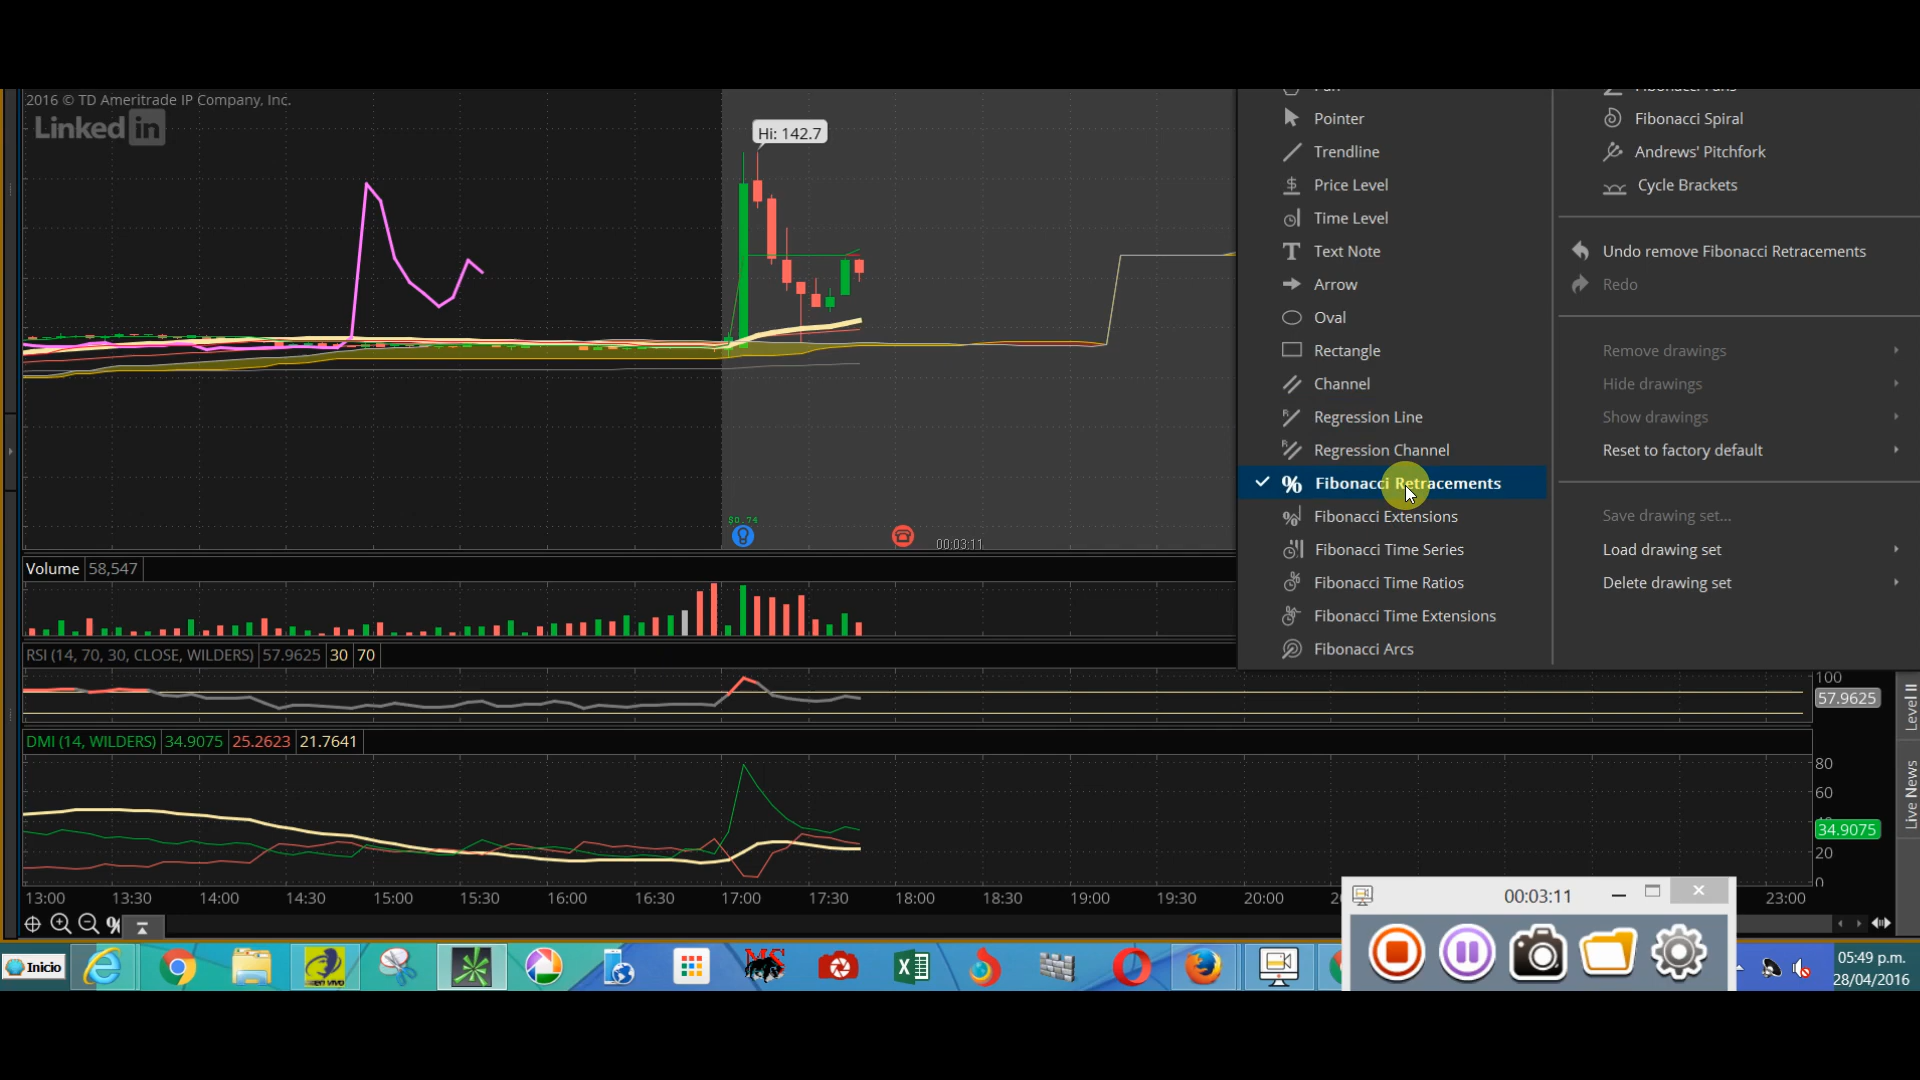 2016 © TD Ameritrade IP Company, Inc.
Linked in
Hi: 142.7
Pointer
Trendline
Price Level
Time Level
Text Note
Arrow
Oval
Rectangle
Channel
Regression Line
Regression Channel
Fibonacci Retracements
Fibonacci Extensions
Fibonacci Time Series
Fibonacci Time Ratios
Fibonacci Time Extensions
Fibonacci Arcs
Fibonacci Spiral
Andrews' Pitchfork
Cycle Brackets
Undo remove Fibonacci Retracements
Redo
Remove drawings
Hide drawings
Show drawings
Reset to factory default
Save drawing set...
Load drawing set
Delete drawing set
$0.74
00:03:11
Volume 58,547
RSI (14, 70, 30, CLOSE, WILDERS) 57.9625 30 70
100
57.9625
Level II
DMI (14, WILDERS) 34.9075 25.2623 21.7641
80
60
34.9075
20
0
Live News
13:00 13:30 14:00 14:30 15:00 15:30 16:00 16:30 17:00 17:30 18:00 18:30 19:00 19:30 20:00 23:00
00:03:11
Inicio
EN VIVO
MS
05:49 p.m.
28/04/2016